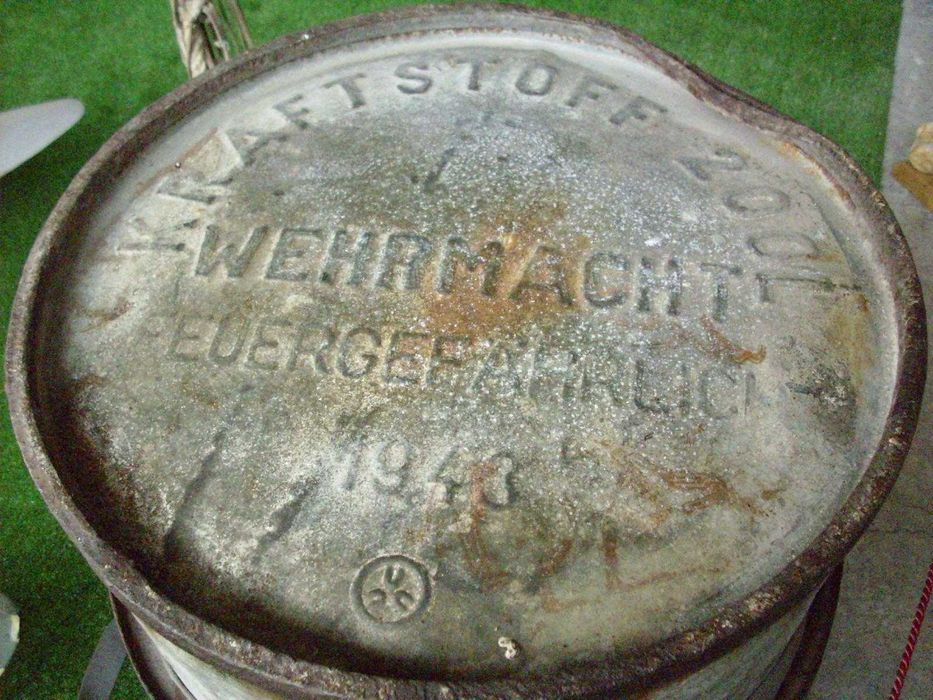 KRAFTSTOFF 200L
WEHRMACHT
FEUERGEFÄHRLICH
1943